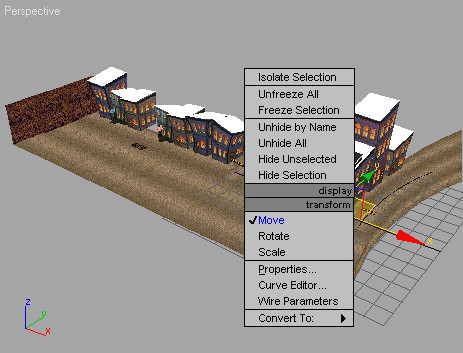 Perspective
Isolate Selection
Unfreeze All
Freeze Selection
Unhide by Name
Unhide All
Hide Unselected
Hide Selection
display
transform
Move
Rotate
Scale
Properties...
Curve Editor...
Wire Parameters
Convert To:
x
z
y
x